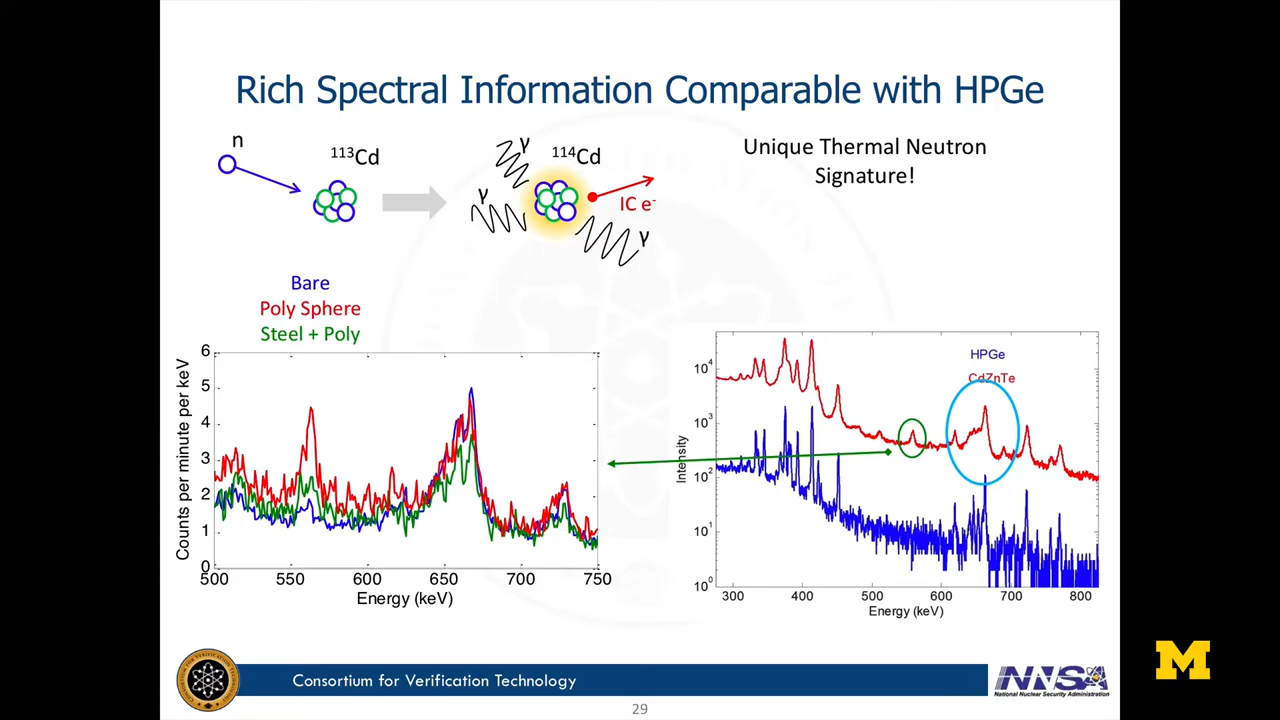 Rich Spectral Information Comparable with HPGe
n
¹¹³Cd
γ
¹¹⁴Cd
γ
IC e⁻
γ
Unique Thermal Neutron
Signature!
Bare
Poly Sphere
Steel + Poly
6
5
4
3
2
1
0
500
550
600
650
700
750
Counts per minute per keV
Energy (keV)
HPGe
CdZnTe
10⁴
10³
10²
10¹
10⁰
300
400
500
600
700
800
Intensity
Energy (keV)
Consortium for Verification Technology
NNSA
National Nuclear Security Administration
M
29